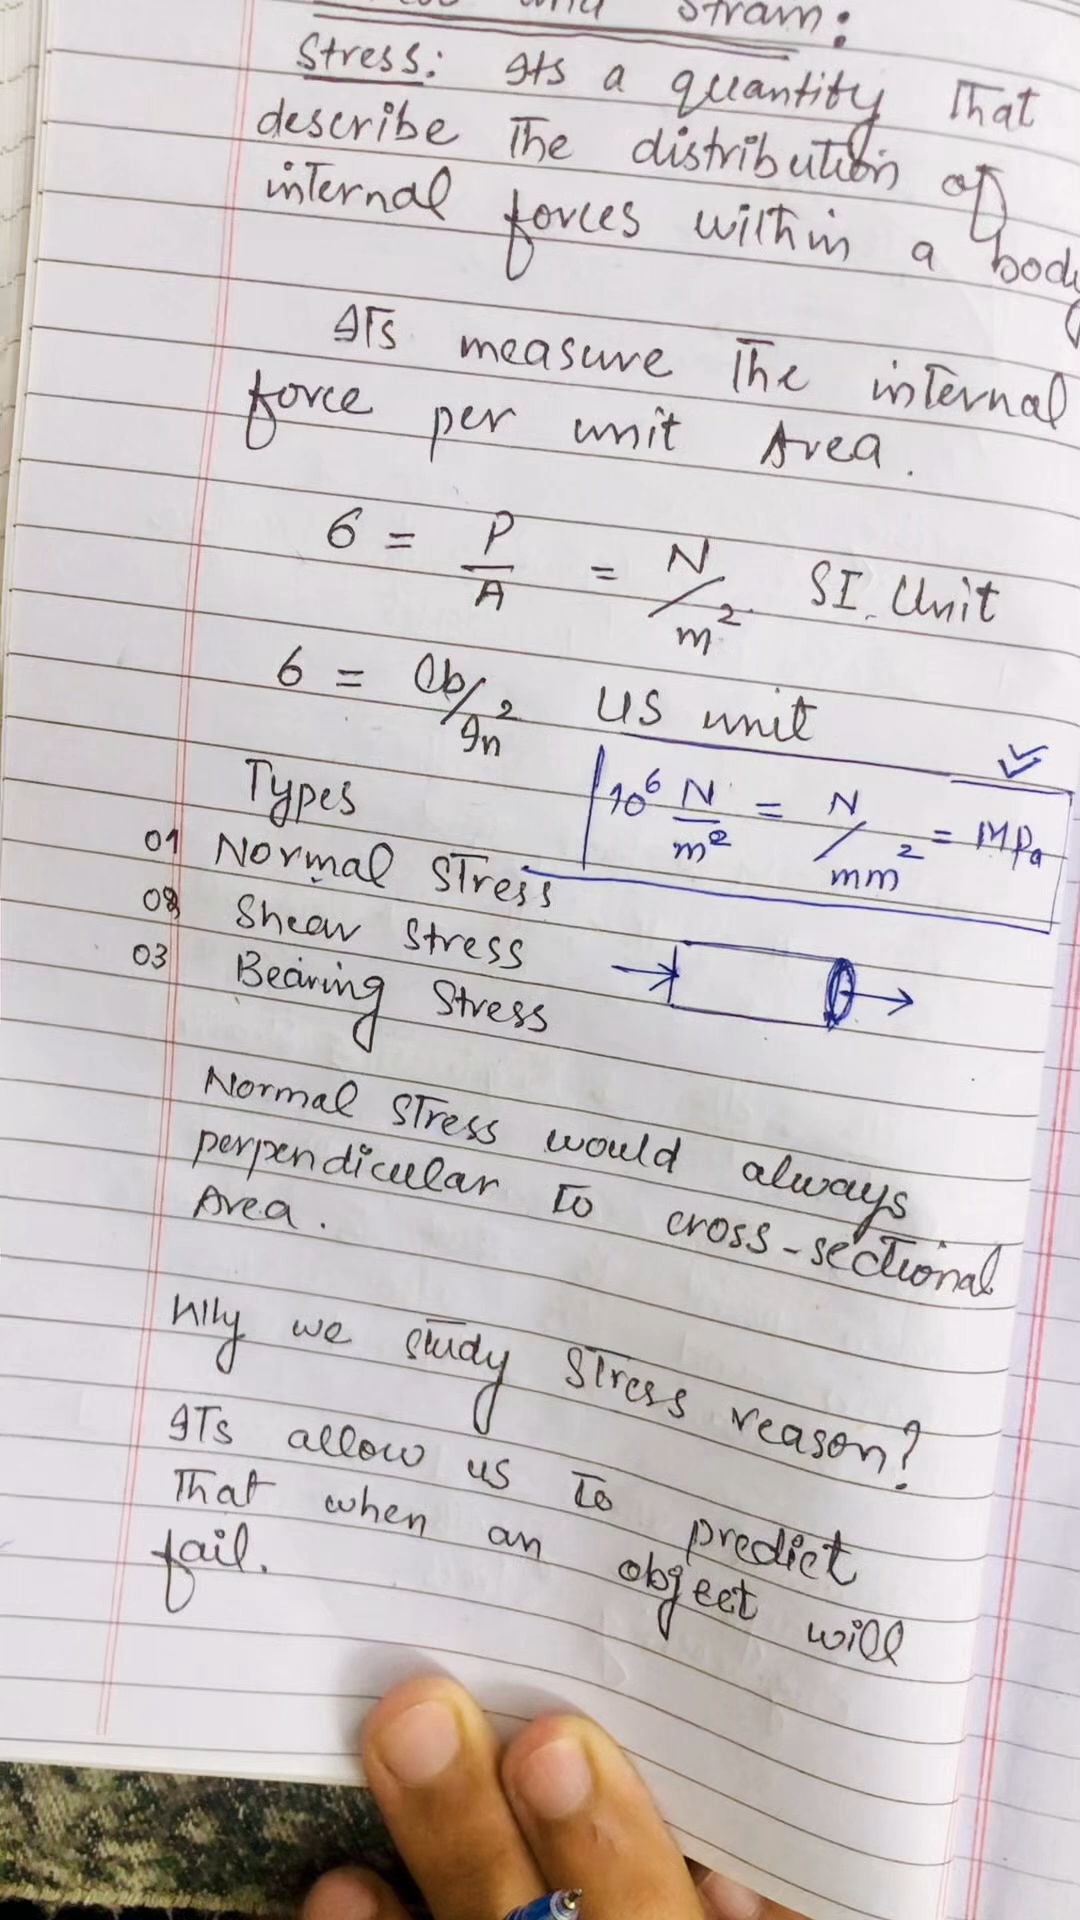 and Strain:
Stress: Its a quantity That
describe The distribution of
internal forces within a body
ITs measure The internal
force per unit Area.
6 = P/A = N/m² SI. Unit
6 = lb/In² US unit
Types
10⁶ N/m² = N/mm² = MPa
01 Normal STress
02 Shear Stress
03 Bearing Stress
Normal STress would always
perpendicular To cross-sectional
Area.
Why we study Stress reason?
ITs allow us To predict
That when an object will
fail.